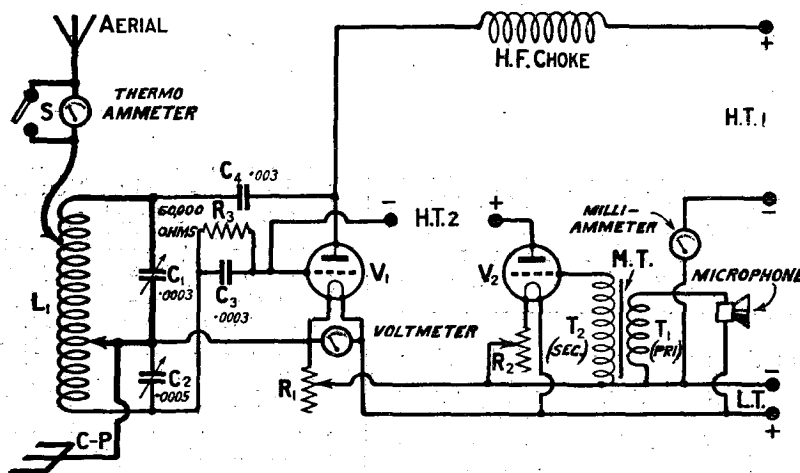 AERIAL
H.F. CHOKE
+
THERMO
AMMETER
S
H.T.1
C4 .003
60,000
OHMS
R3
-
H.T.2
+
-
MILLI-
AMMETER
V1
V2
M.T.
MICROPHONE
L1
C1
.0003
C3
.0003
VOLTMETER
T2
(SEC.)
T1
(PRI)
C2
.0005
R1
R2
-
L.T.
+
C-P